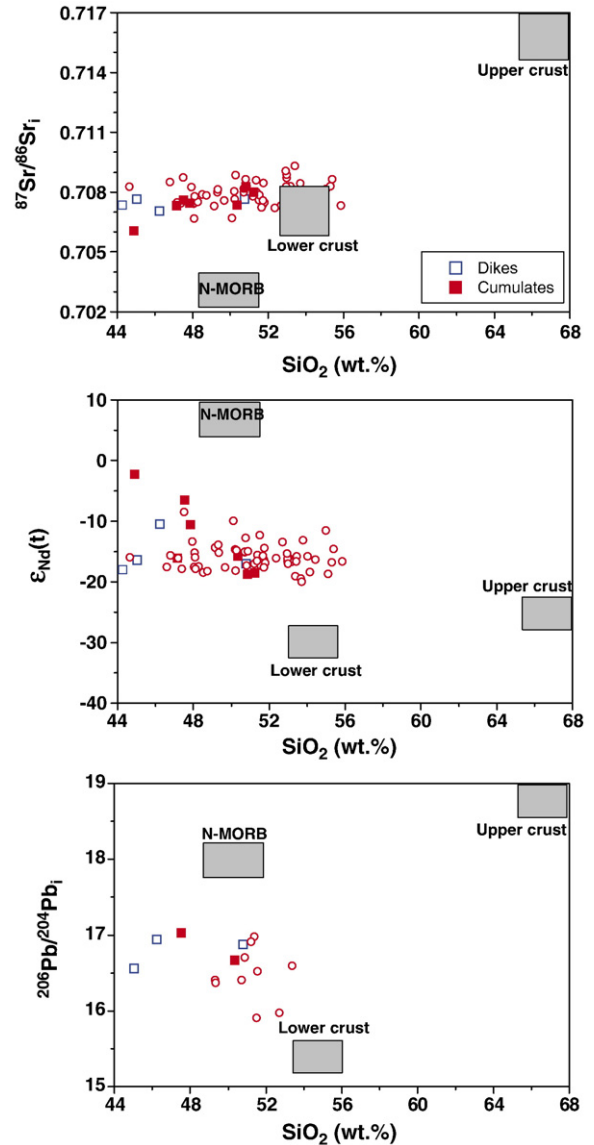 0.717
0.714
0.711
0.708
0.705
0.702
⁸⁷Sr/⁸⁶Srᵢ
Upper crust
Lower crust
N-MORB
Dikes
Cumulates
44 48 52 56 60 64 68
SiO₂ (wt.%)
10
0
-10
-20
-30
-40
εNd(t)
N-MORB
Upper crust
Lower crust
44 48 52 56 60 64 68
SiO₂ (wt.%)
19
18
17
16
15
²⁰⁶Pb/²⁰⁴Pbᵢ
N-MORB
Upper crust
Lower crust
44 48 52 56 60 64 68
SiO₂ (wt.%)